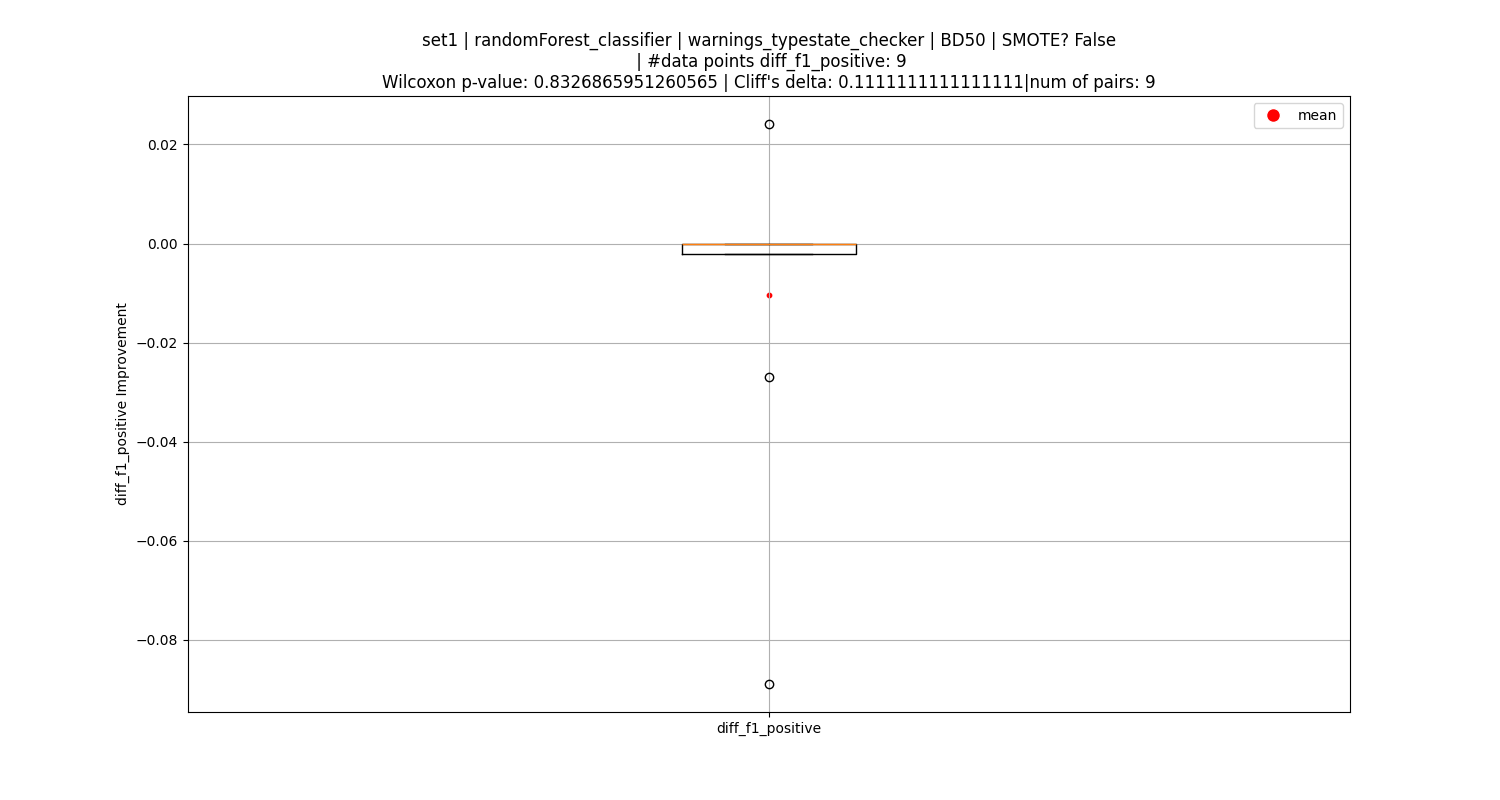 set1 | randomForest_classifier | warnings_typestate_checker | BD50 | SMOTE? False
| #data points diff_f1_positive: 9
Wilcoxon p-value: 0.8326865951260565 | Cliff's delta: 0.1111111111111111|num of pairs: 9
mean
0.02
0.00
−0.02
−0.04
−0.06
−0.08
diff_f1_positive Improvement
diff_f1_positive